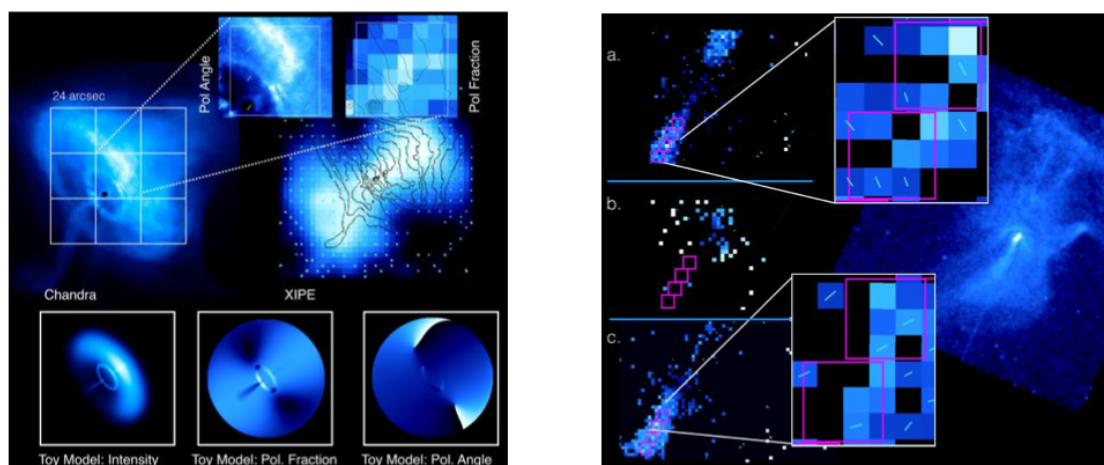 Pol Angle
Pol Fraction
24 arcsec
Chandra
XIPE
Toy Model: Intensity
Toy Model: Pol. Fraction
Toy Model: Pol. Angle
a.
b.
c.